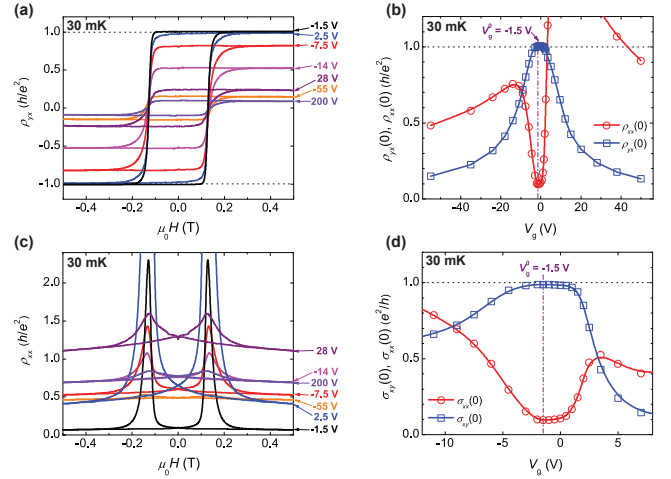 (a)
30 mK
1.0
0.5
0.0
-0.5
-1.0
ρyx (h/e²)
-0.4 -0.2 0.0 0.2 0.4
μ₀H (T)
-1.5 V
2.5 V
-7.5 V
-14 V
28 V
-55 V
200 V
(b)
30 mK
Vg⁰ = -1.5 V
1.0
0.5
0.0
ρyx(0), ρxx(0) (h/e²)
ρxx(0)
ρyx(0)
-50 -25 0 25 50
Vg (V)
(c)
30 mK
2.0
1.5
1.0
0.5
0.0
ρxx (h/e²)
-0.4 -0.2 0.0 0.2 0.4
μ₀H (T)
28 V
-14 V
200 V
-7.5 V
-55 V
2.5 V
-1.5 V
(d)
30 mK
Vg⁰ = -1.5 V
1.0
0.5
0.0
σxy(0), σxx(0) (e²/h)
σxx(0)
σxy(0)
-10 -5 0 5
Vg (V)